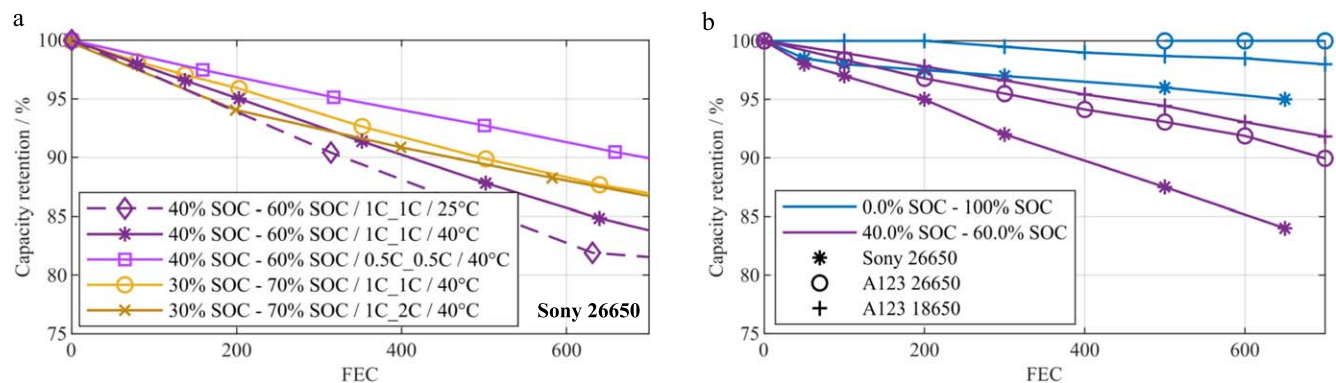 a
Capacity retention / %
100
95
90
85
80
75
0
200
400
600
FEC
40% SOC - 60% SOC / 1C_1C / 25°C
40% SOC - 60% SOC / 1C_1C / 40°C
40% SOC - 60% SOC / 0.5C_0.5C / 40°C
30% SOC - 70% SOC / 1C_1C / 40°C
30% SOC - 70% SOC / 1C_2C / 40°C
Sony 26650
b
Capacity retention / %
100
95
90
85
80
75
0
200
400
600
FEC
0.0% SOC - 100% SOC
40.0% SOC - 60.0% SOC
Sony 26650
A123 26650
A123 18650